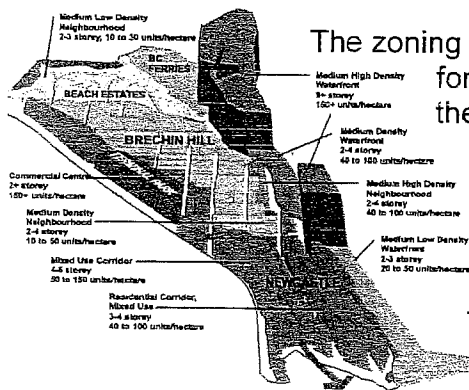 Medium Low Density
Neighbourhood
2-3 storey, 10 to 50 units/hectare
The zoning
for
the
BC
FERRIES
BEACH ESTATES
Medium High Density
Waterfront
150+ units/hectare
BRECHIN HILL
Medium Density
Waterfront
2-4 storey
40 to 100 units/hectare
Commercial Centre
2+ storey
150+ units/hectare
Medium High Density
Neighbourhood
2-4 storey
40 to 100 units/hectare
Medium Density
Neighbourhood
2-4 storey
10 to 50 units/hectare
Medium Low Density
Waterfront
2-3 storey
20 to 50 units/hectare
Mixed Use Corridor
4-6 storey
50 to 150 units/hectare
NEWCASTLE
Residential Corridor,
Mixed Use
3-4 storey
40 to 100 units/hectare